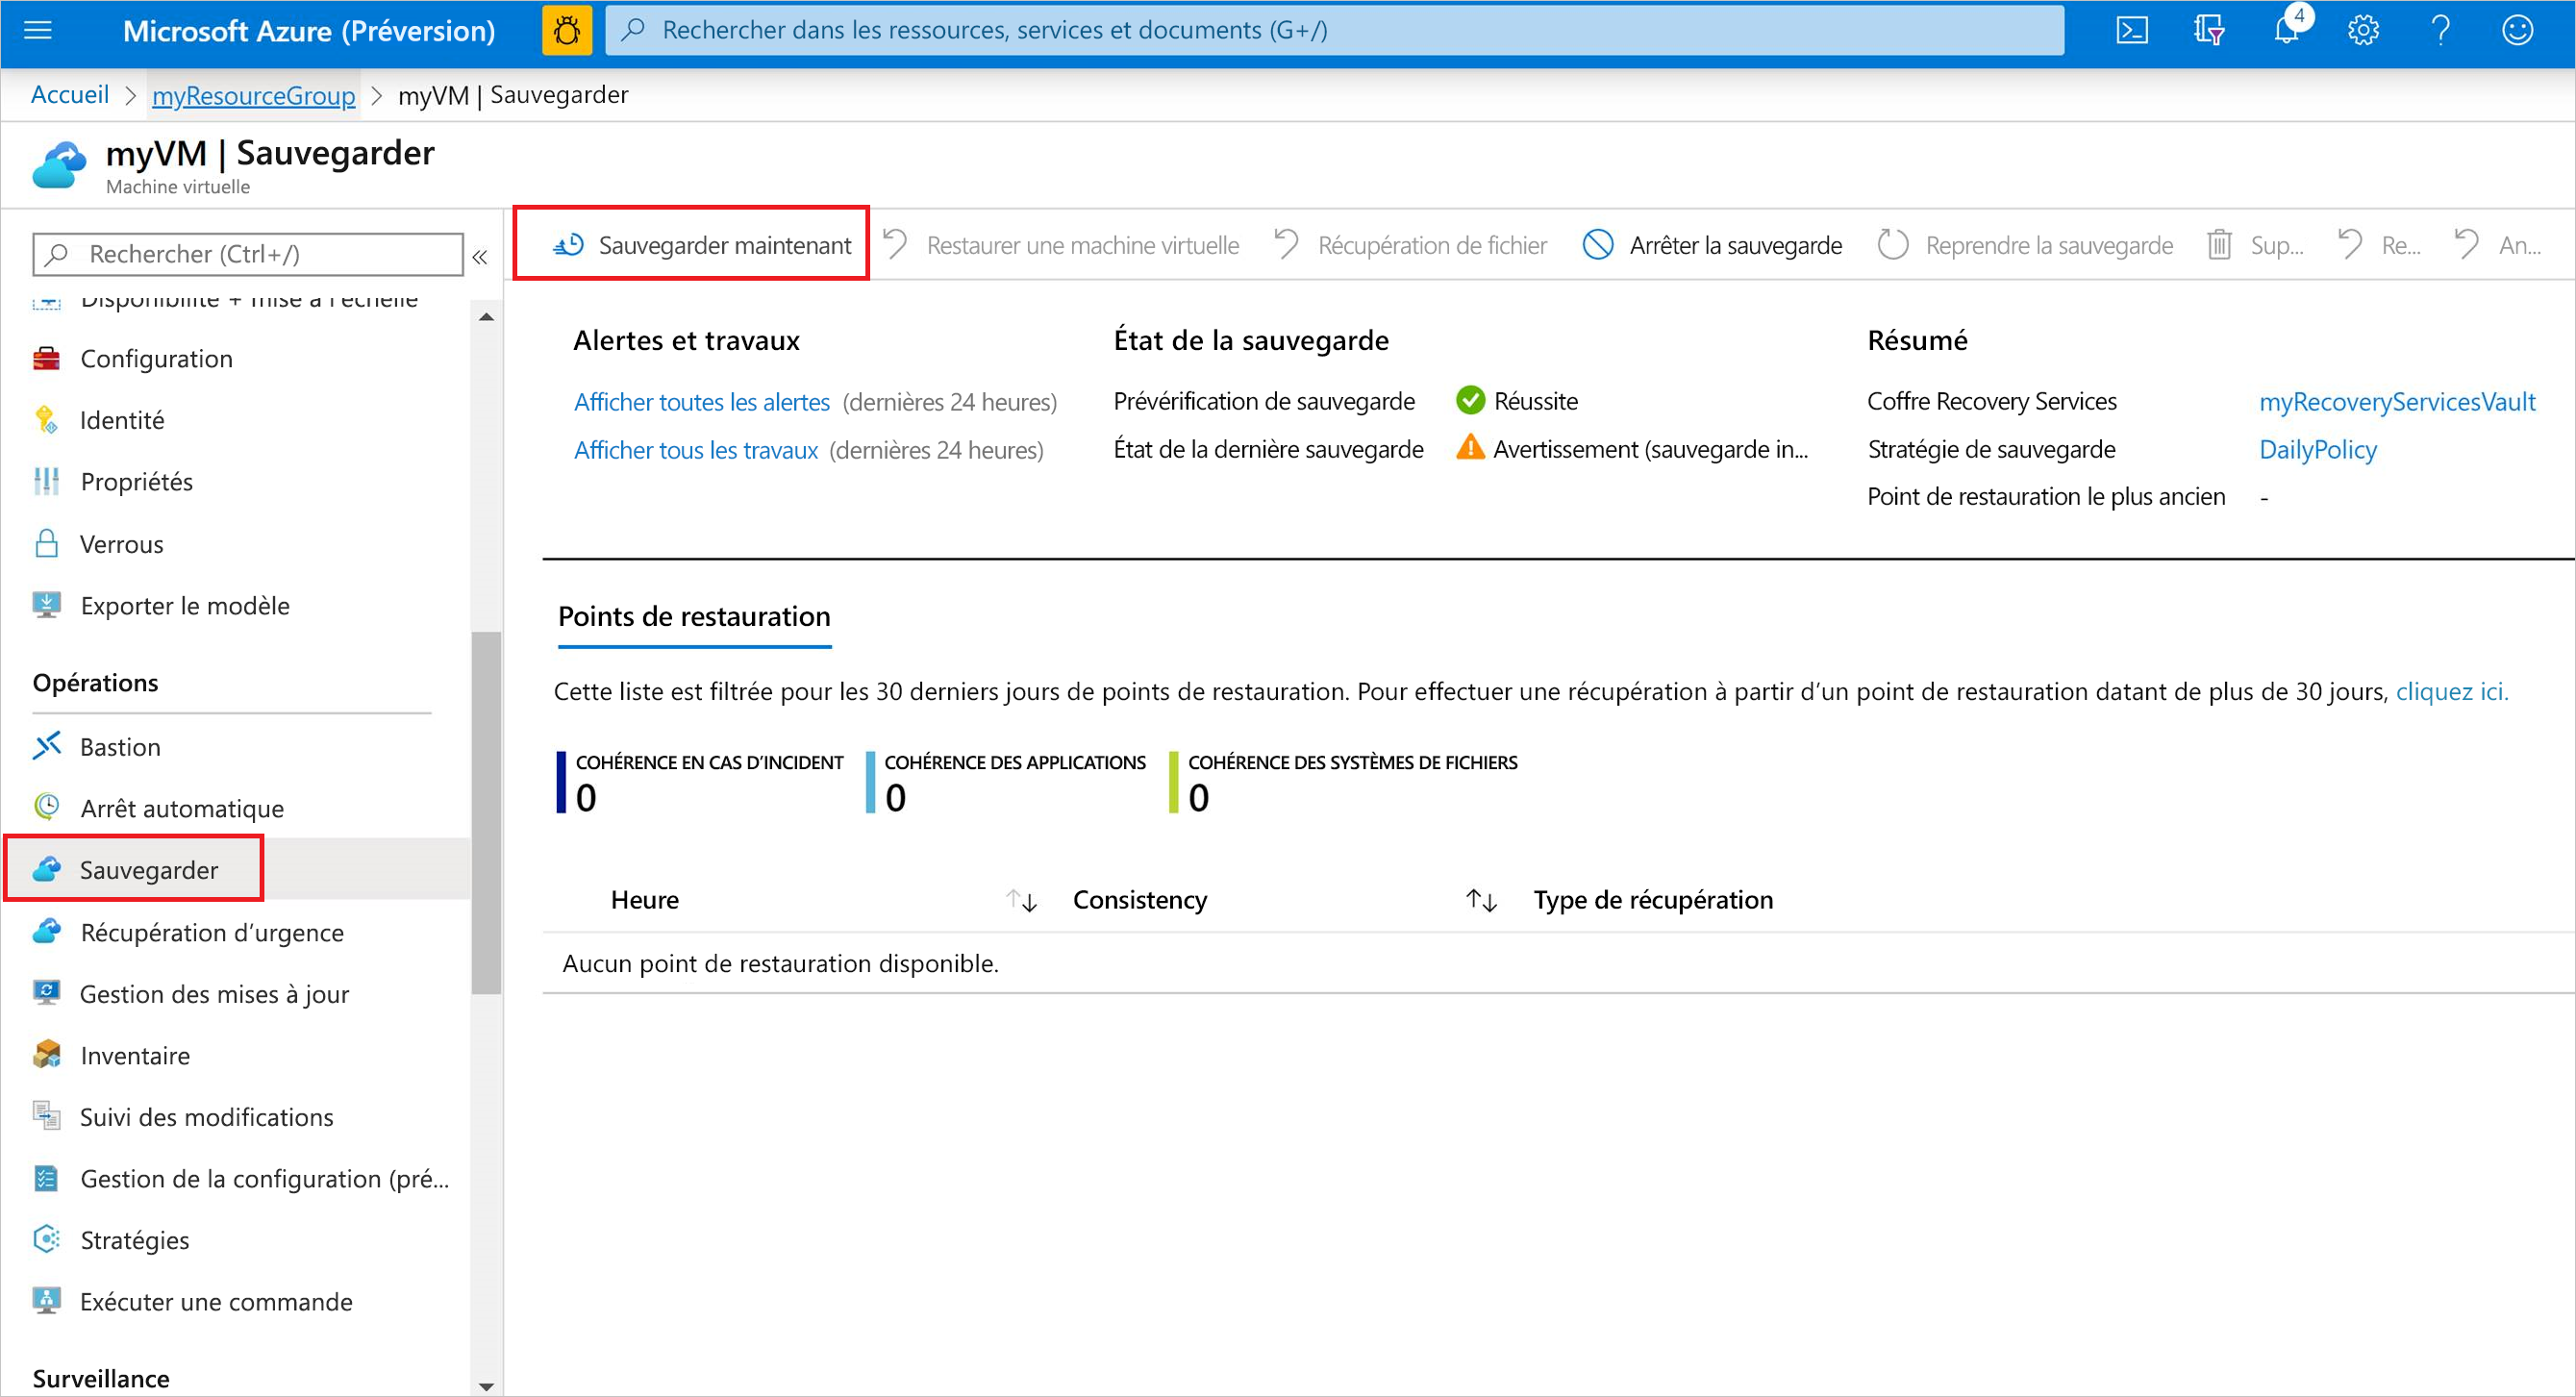 Microsoft Azure (Préversion)
Rechercher dans les ressources, services et documents (G+/)
4
Accueil > myResourceGroup > myVM | Sauvegarder
myVM | Sauvegarder
Machine virtuelle
Rechercher (Ctrl+/)
«
Disponibilité + mise à l'échelle
Configuration
Identité
Propriétés
Verrous
Exporter le modèle
Opérations
Bastion
Arrêt automatique
Sauvegarder
Récupération d’urgence
Gestion des mises à jour
Inventaire
Suivi des modifications
Gestion de la configuration (pré...
Stratégies
Exécuter une commande
Surveillance
Sauvegarder maintenant
Restaurer une machine virtuelle
Récupération de fichier
Arrêter la sauvegarde
Reprendre la sauvegarde
Sup...
Re...
An...
Alertes et travaux
Afficher toutes les alertes (dernières 24 heures)
Afficher tous les travaux (dernières 24 heures)
État de la sauvegarde
Prévérification de sauvegarde Réussite
État de la dernière sauvegarde Avertissement (sauvegarde in...
Résumé
Coffre Recovery Services myRecoveryServicesVault
Stratégie de sauvegarde DailyPolicy
Point de restauration le plus ancien -
Points de restauration
Cette liste est filtrée pour les 30 derniers jours de points de restauration. Pour effectuer une récupération à partir d’un point de restauration datant de plus de 30 jours, cliquez ici.
COHÉRENCE EN CAS D’INCIDENT
0
COHÉRENCE DES APPLICATIONS
0
COHÉRENCE DES SYSTÈMES DE FICHIERS
0
Heure Consistency Type de récupération
Aucun point de restauration disponible.